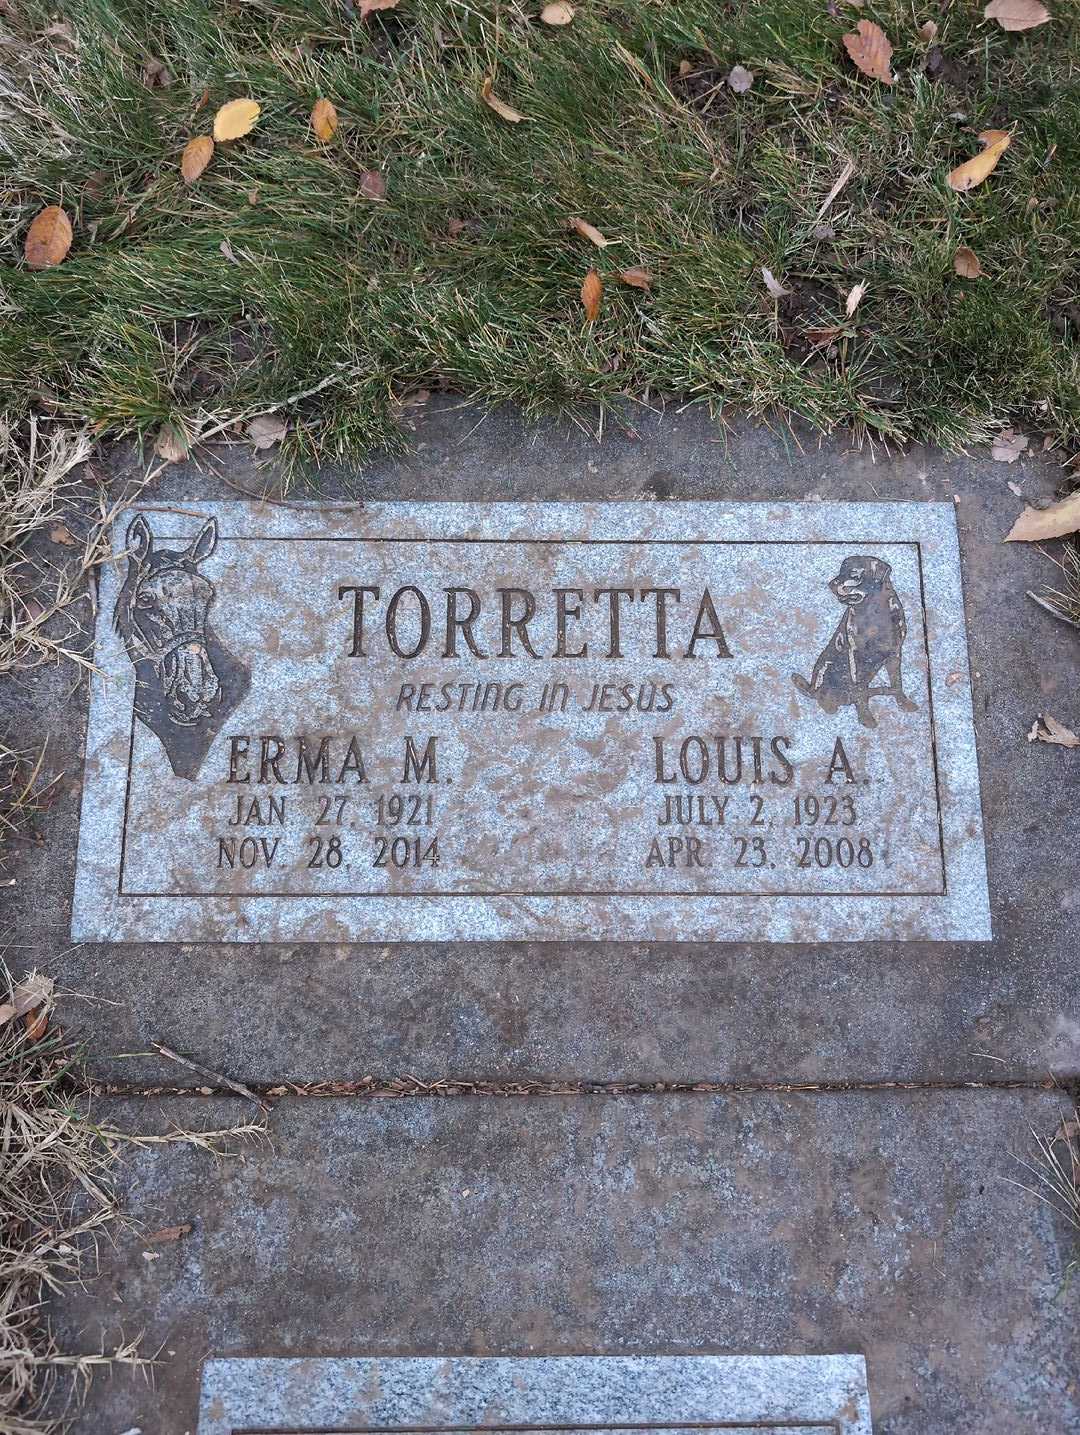 TORRETTA
RESTING IN JESUS
ERMA M.
JAN. 27, 1921
NOV. 28, 2014
LOUIS A.
JULY 2, 1923
APR. 23, 2008